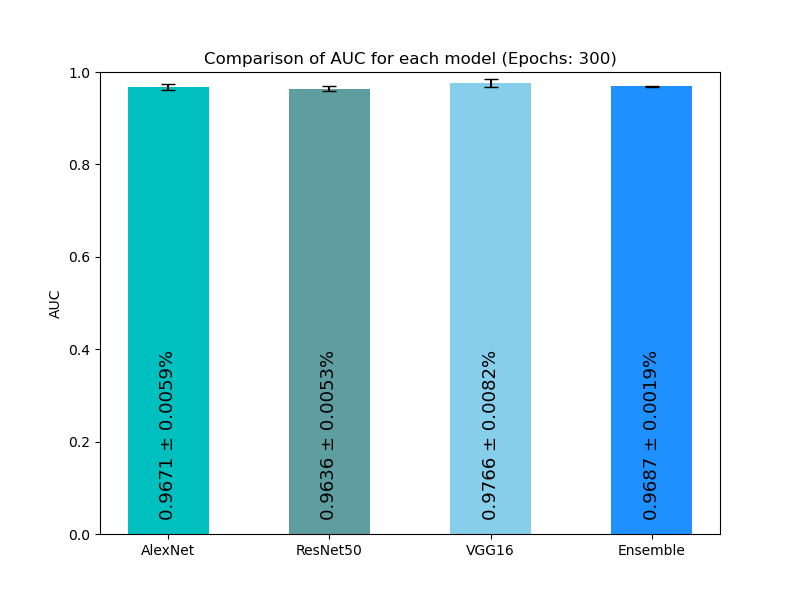 Comparison of AUC for each model (Epochs: 300)
1.0
0.8
0.6
0.4
0.2
0.0
AUC
0.9671 ± 0.0059%
0.9636 ± 0.0053%
0.9766 ± 0.0082%
0.9687 ± 0.0019%
AlexNet
ResNet50
VGG16
Ensemble